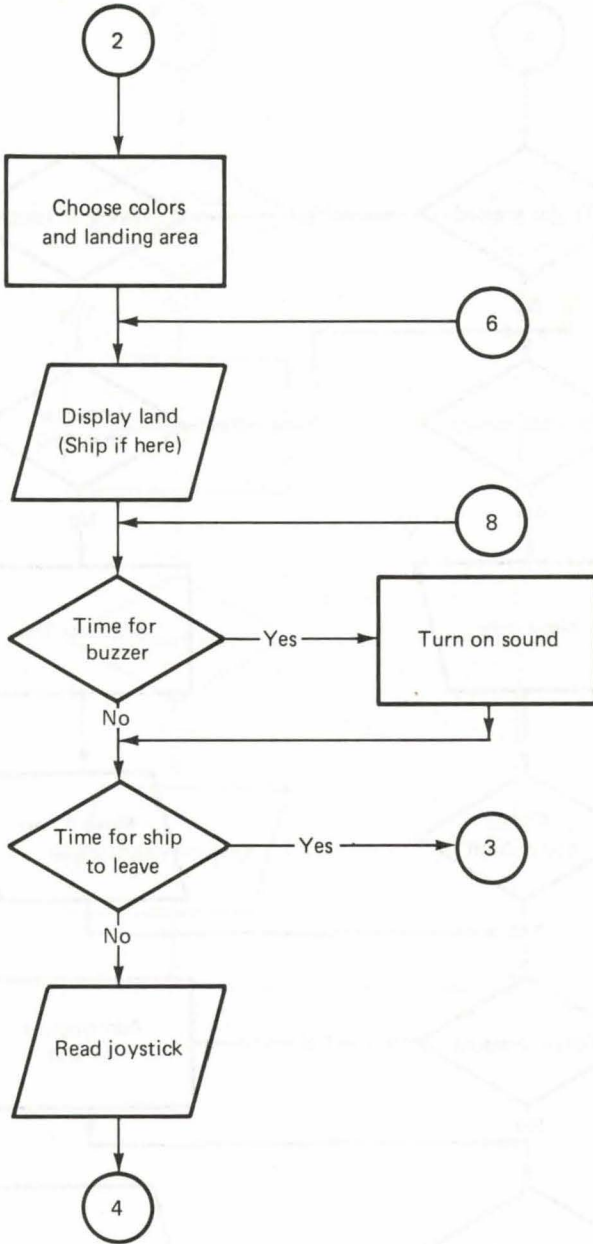 2
Choose colors
and landing area
6
Display land
(Ship if here)
8
Time for
buzzer
Yes
Turn on sound
No
Time for ship
to leave
Yes
3
No
Read joystick
4